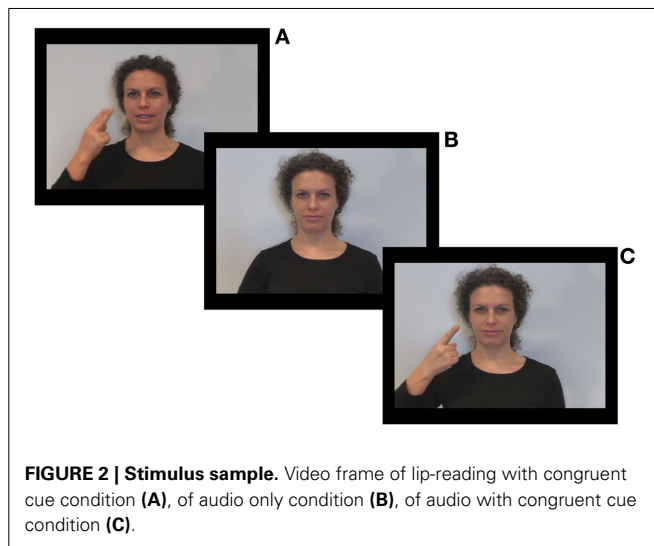 A
B
C
FIGURE 2 | Stimulus sample. Video frame of lip-reading with congruent
cue condition (A), of audio only condition (B), of audio with congruent cue
condition (C).